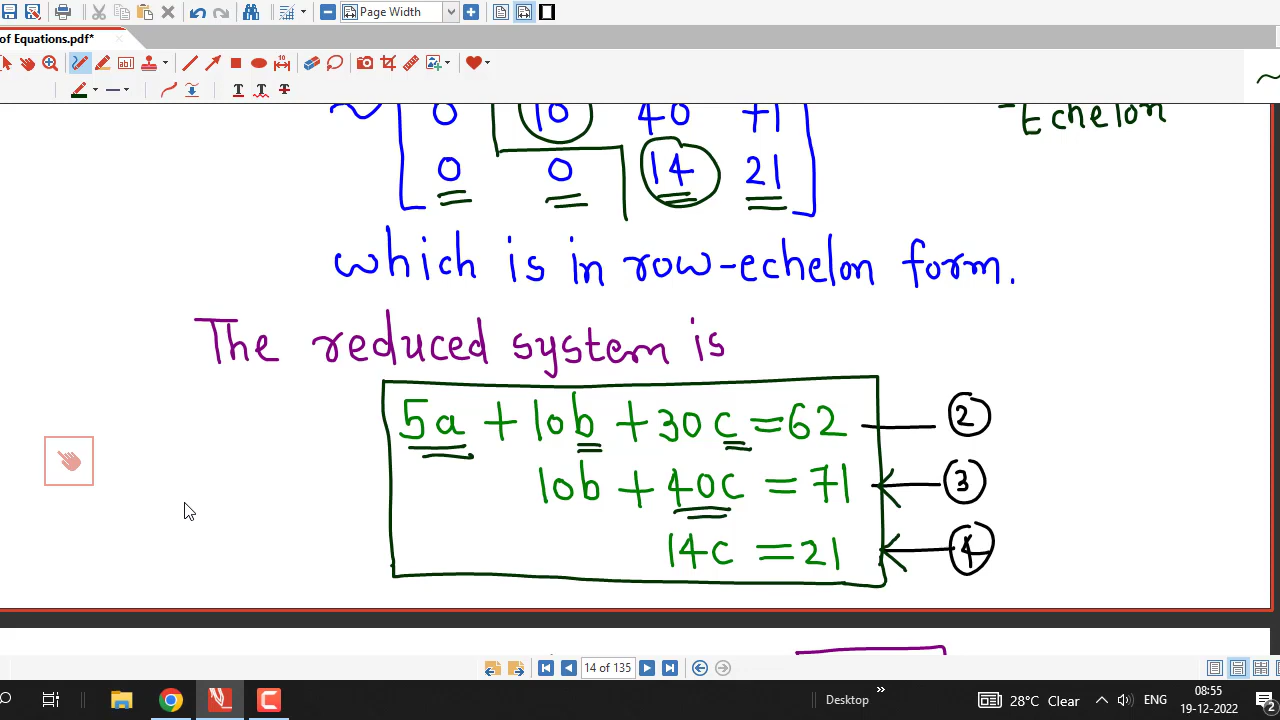 Page Width
of Equations.pdf*
10
~ 0 10 40 71
-Echelon
0 0 14 21
which is in row-echelon form.
The reduced system is
5a + 10b + 30c = 62 2
10b + 40c = 71 3
14c = 21 4
14 of 135
Desktop
»
28°C Clear
ENG
08:55
19-12-2022
2